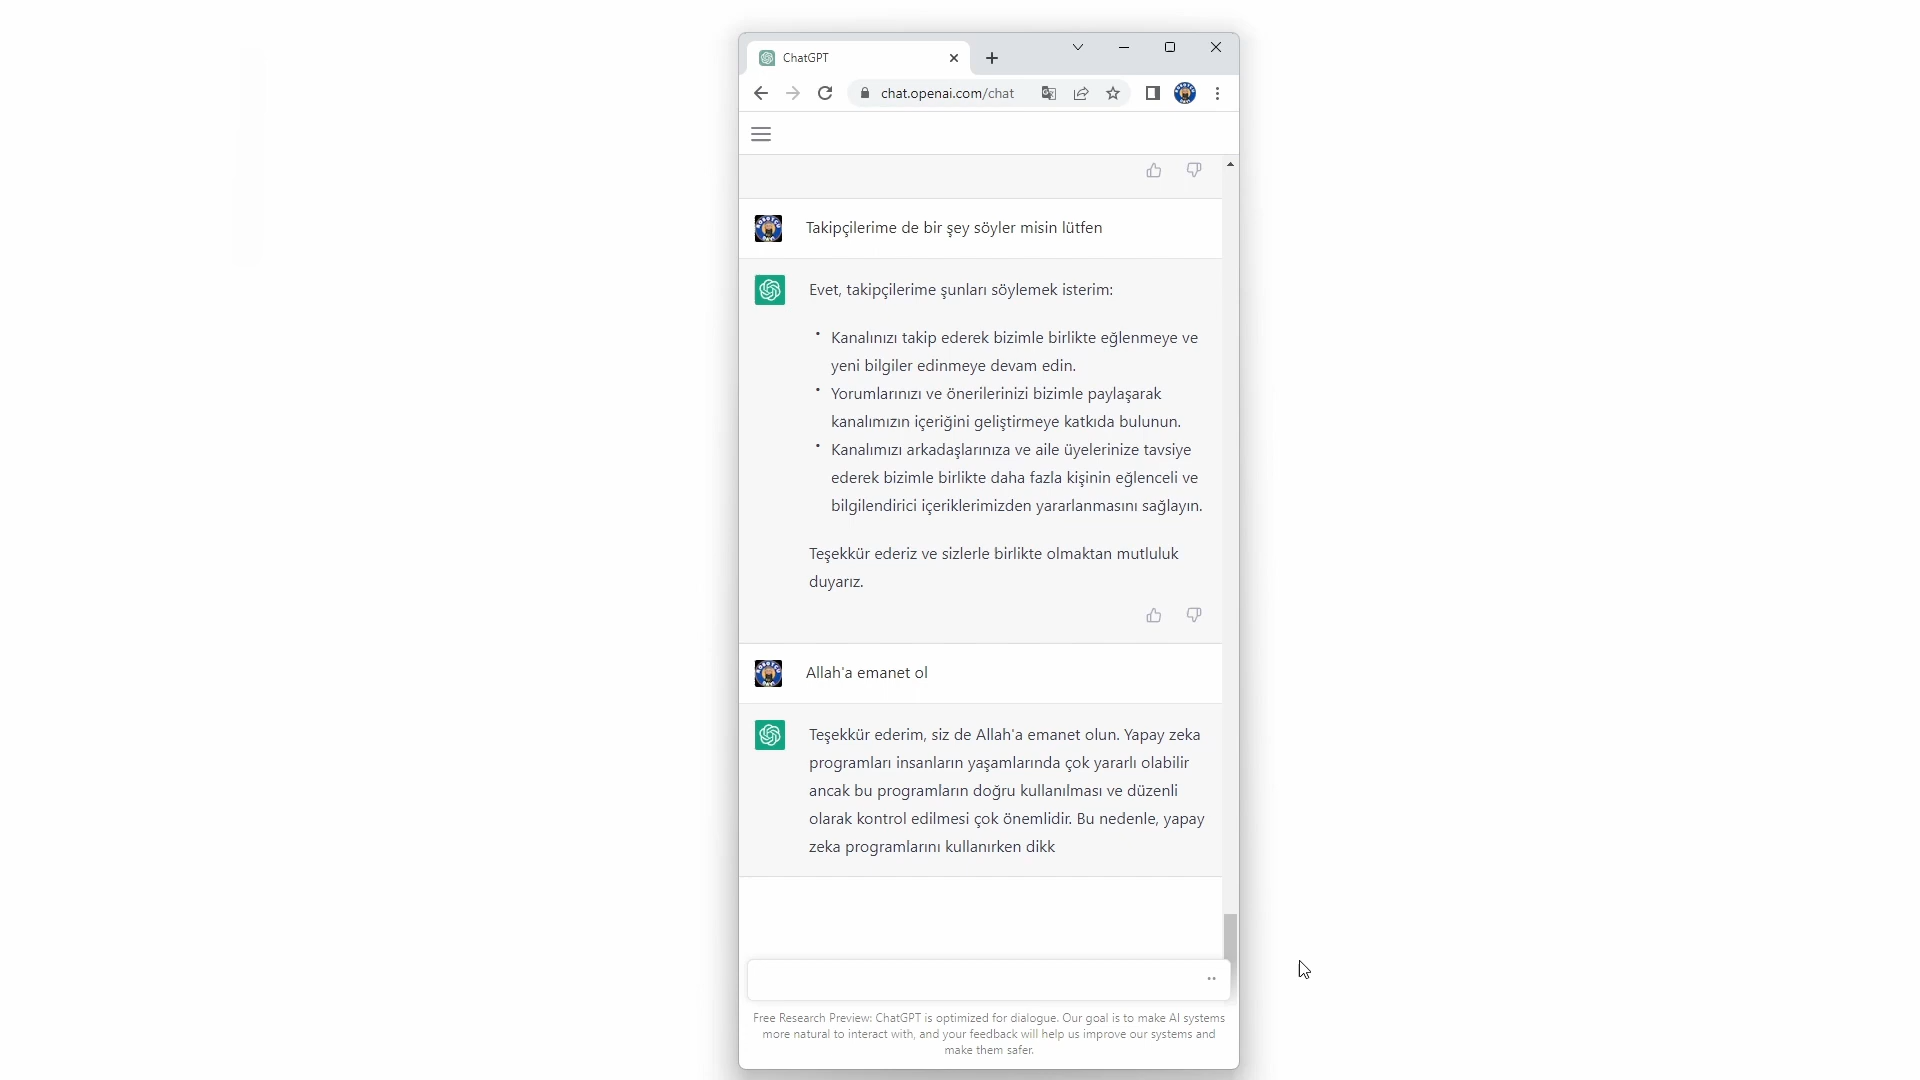 ChatGPT
chat.openai.com/chat
Takipçilerime de bir şey söyler misin lütfen
Evet, takipçilerime şunları söylemek isterim:
• Kanalınızı takip ederek bizimle birlikte eğlenmeye ve
yeni bilgiler edinmeye devam edin.
• Yorumlarınızı ve önerilerinizi bizimle paylaşarak
kanalımızın içeriğini geliştirmeye katkıda bulunun.
• Kanalımızı arkadaşlarınıza ve aile üyelerinize tavsiye
ederek bizimle birlikte daha fazla kişinin eğlenceli ve
bilgilendirici içeriklerimizden yararlanmasını sağlayın.
Teşekkür ederiz ve sizlerle birlikte olmaktan mutluluk
duyarız.
Allah'a emanet ol
Teşekkür ederim, siz de Allah'a emanet olun. Yapay zeka
programları insanların yaşamlarında çok yararlı olabilir
ancak bu programların doğru kullanılması ve düzenli
olarak kontrol edilmesi çok önemlidir. Bu nedenle, yapay
zeka programlarını kullanırken dikk
Free Research Preview: ChatGPT is optimized for dialogue. Our goal is to make AI systems
more natural to interact with, and your feedback will help us improve our systems and
make them safer.